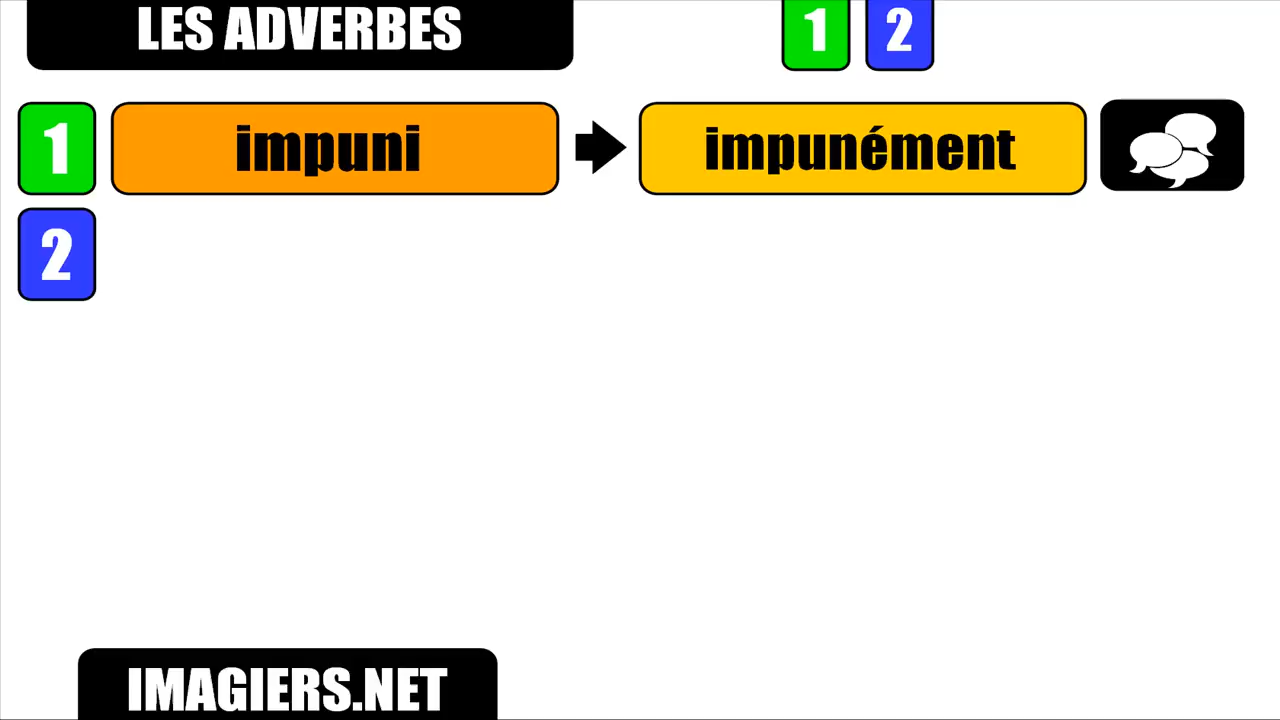 LES ADVERBES
1 2
1 impuni impunément
2
IMAGIERS.NET